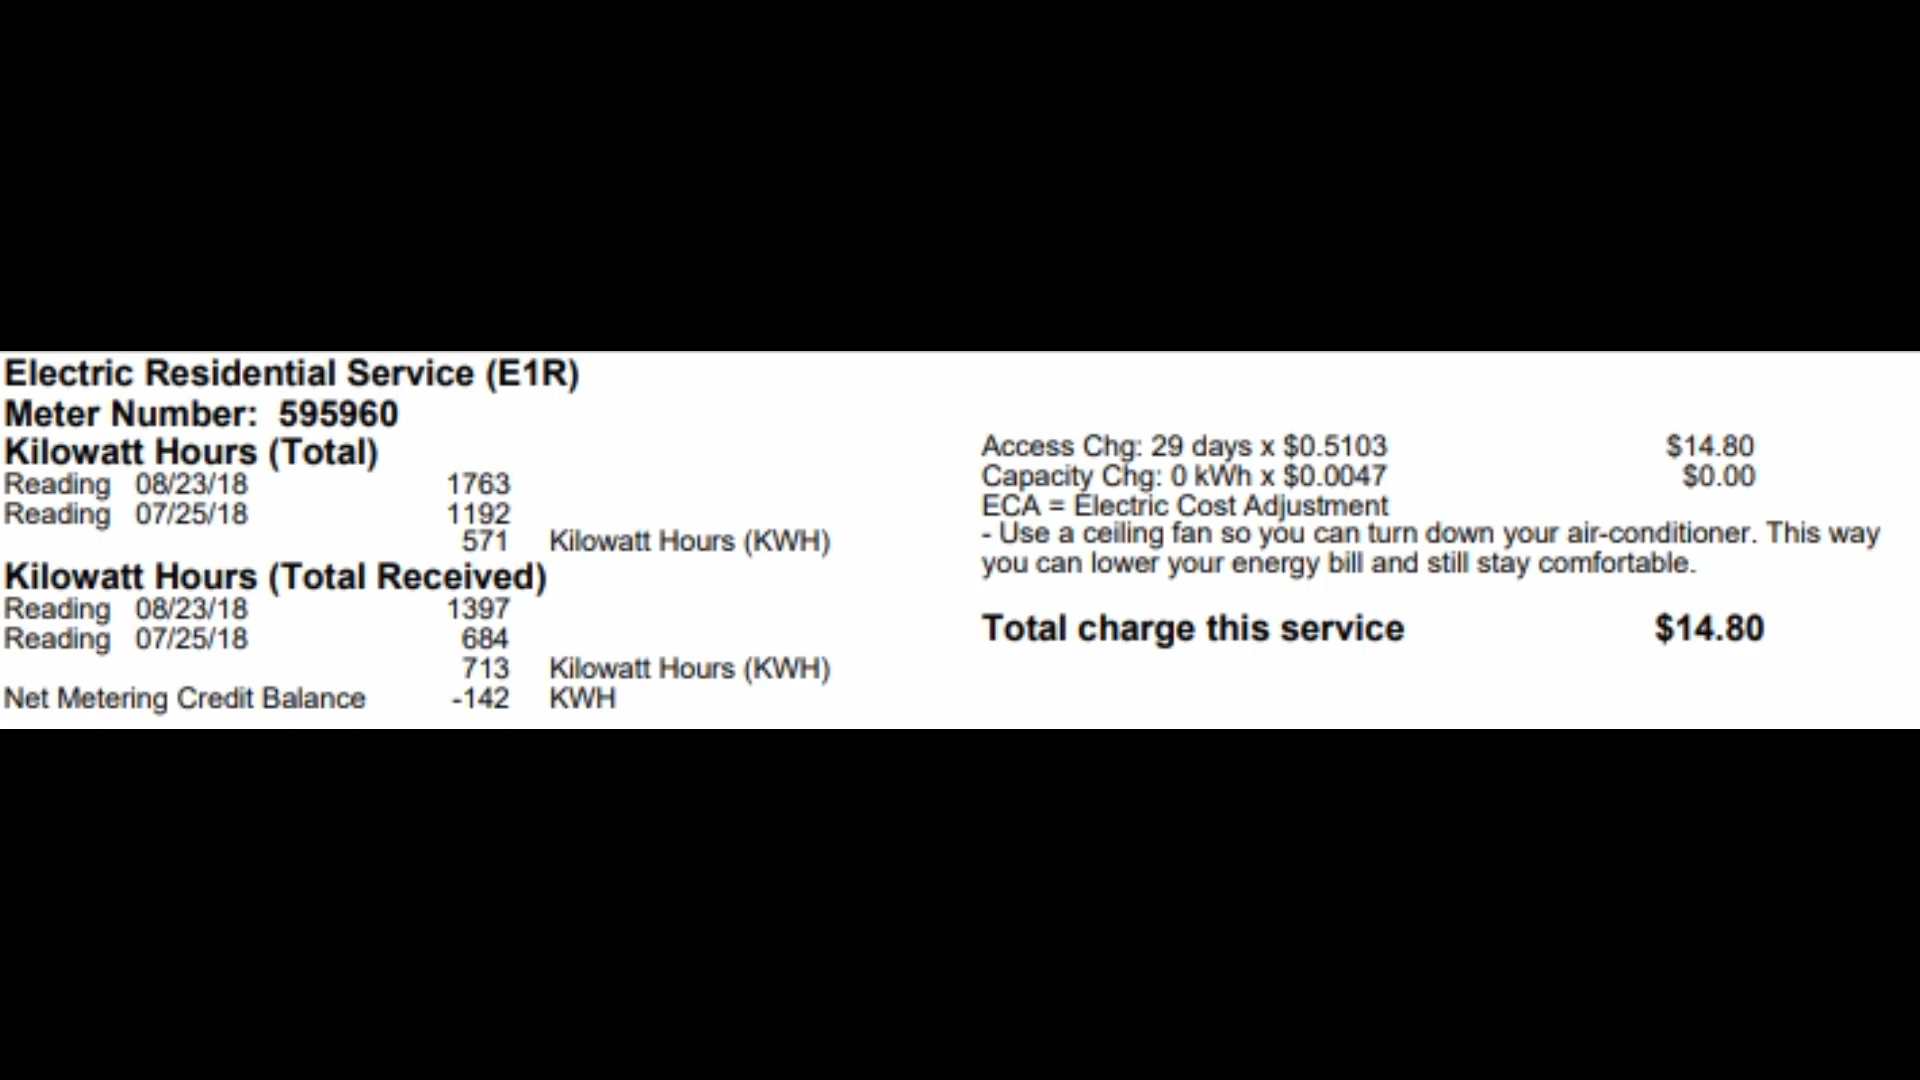 Electric Residential Service (E1R)
Meter Number: 595960
Kilowatt Hours (Total)
Reading 08/23/18 1763
Reading 07/25/18 1192
571 Kilowatt Hours (KWH)
Kilowatt Hours (Total Received)
Reading 08/23/18 1397
Reading 07/25/18 684
713 Kilowatt Hours (KWH)
Net Metering Credit Balance -142 KWH
Access Chg: 29 days x $0.5103 $14.80
Capacity Chg: 0 kWh x $0.0047 $0.00
ECA = Electric Cost Adjustment
- Use a ceiling fan so you can turn down your air-conditioner. This way
you can lower your energy bill and still stay comfortable.
Total charge this service $14.80